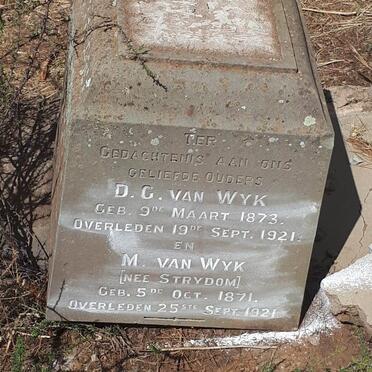 TER
GEDACHTENIS AAN ONS
GELIEFDE OUDERS
D. G. VAN WYK
GEB. 9DE MAART 1873.
OVERLEDEN 19DE SEPT. 1921.
EN
M. VAN WYK
[NEE STRYDOM]
GEB. 5DE OCT. 1871.
OVERLEDEN 25STE SEPT. 1921